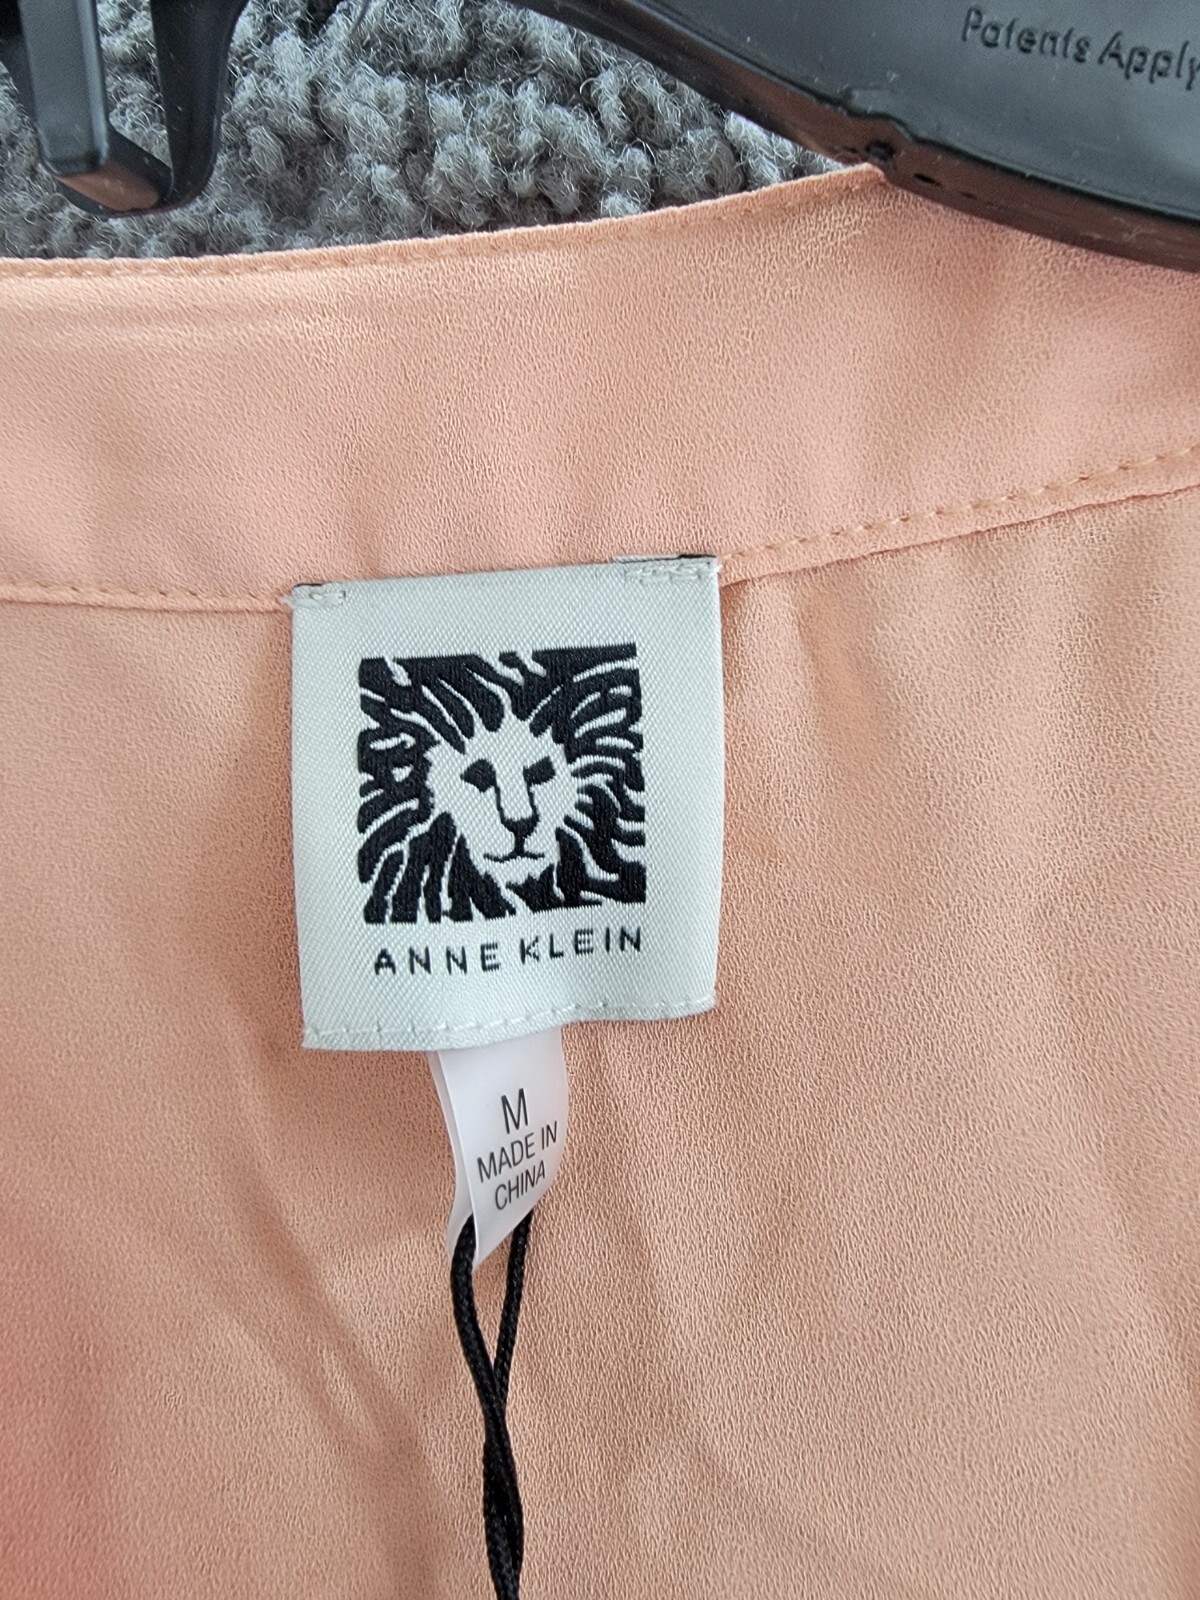 Patents Apply
ANNE KLEIN
M
MADE IN
CHINA